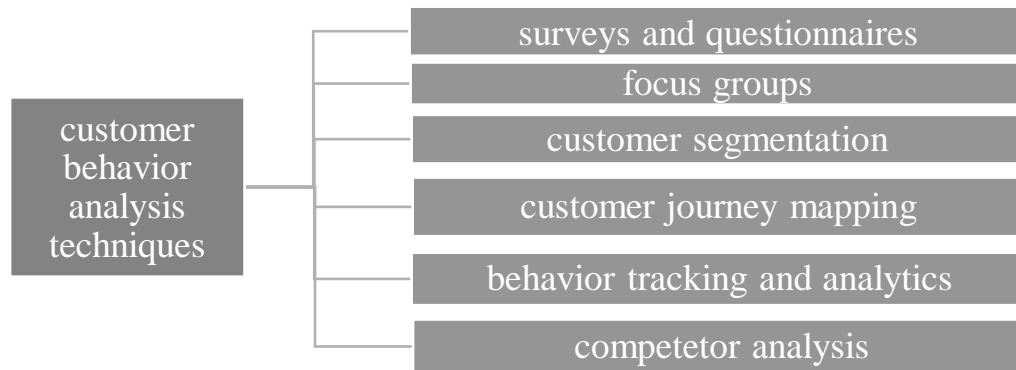 customer
behavior
analysis
techniques
surveys and questionnaires
focus groups
customer segmentation
customer journey mapping
behavior tracking and analytics
competetor analysis